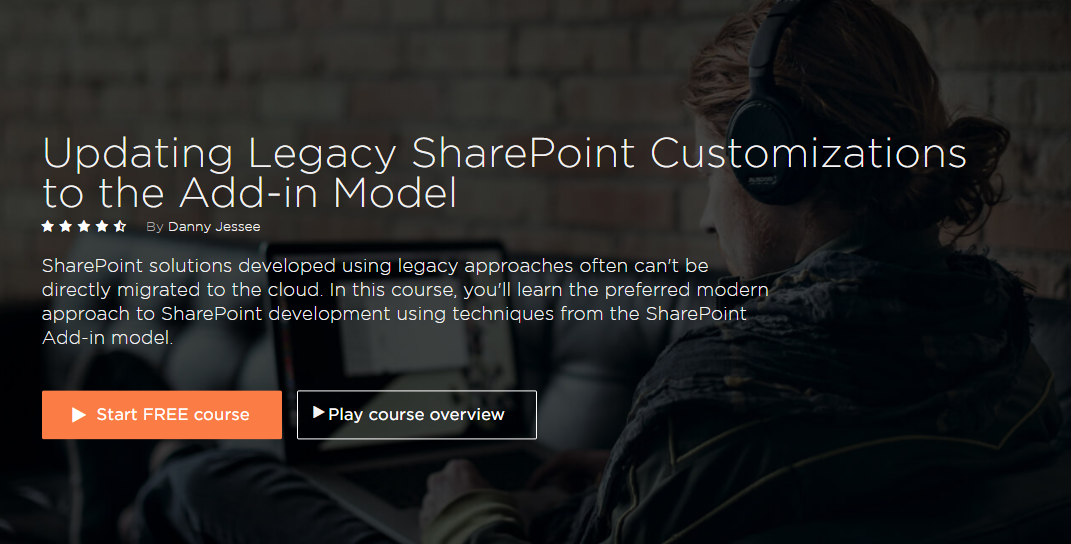 Updating Legacy SharePoint Customizations
to the Add-in Model
By Danny Jessee
SharePoint solutions developed using legacy approaches often can't be
directly migrated to the cloud. In this course, you'll learn the preferred modern
approach to SharePoint development using techniques from the SharePoint
Add-in model.
Start FREE course
Play course overview